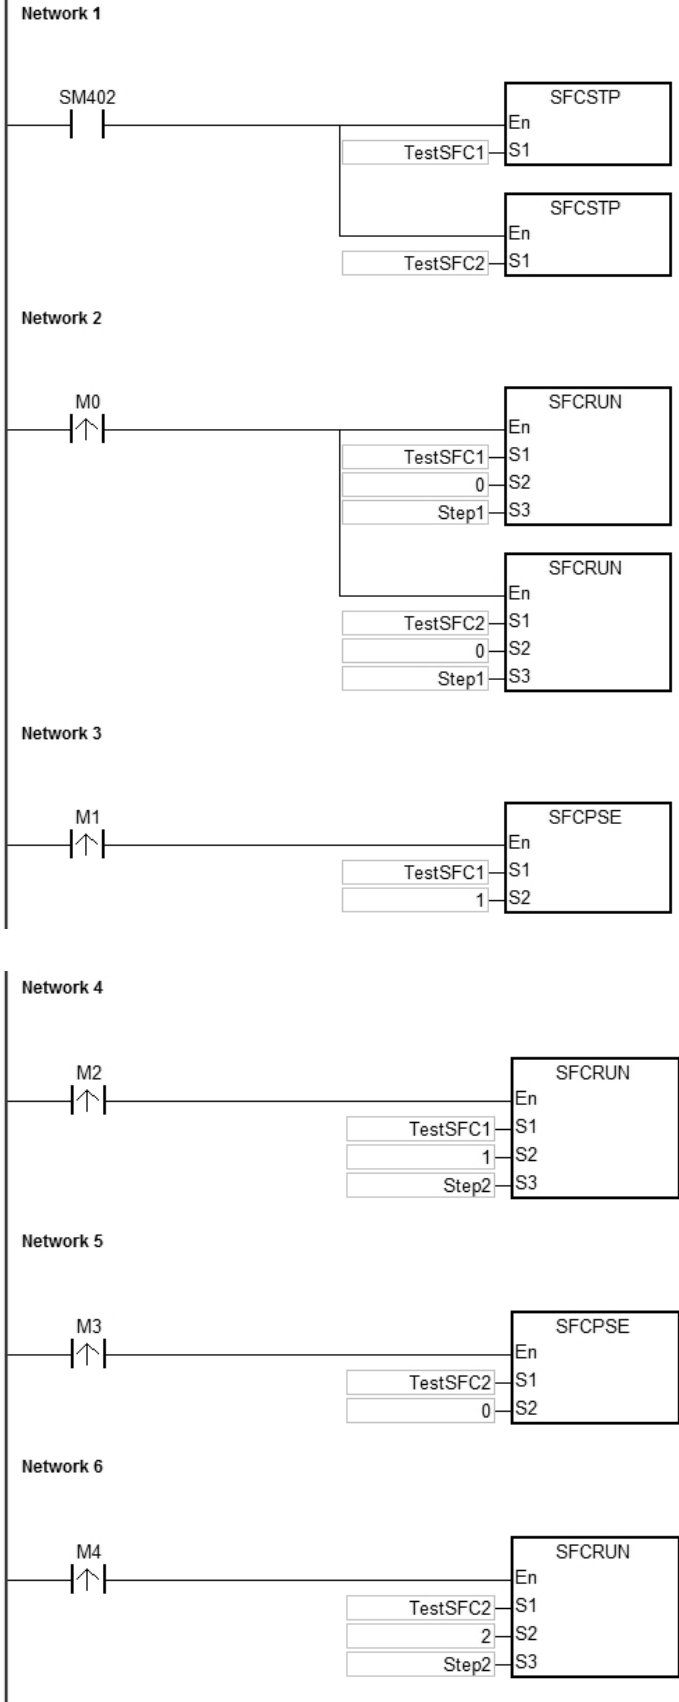 Network 1
SM402
SFCSTP
En
TestSFC1 S1
SFCSTP
En
TestSFC2 S1
Network 2
M0
SFCRUN
En
TestSFC1 S1
0 S2
Step1 S3
SFCRUN
En
TestSFC2 S1
0 S2
Step1 S3
Network 3
M1
SFCPSE
En
TestSFC1 S1
1 S2
Network 4
M2
SFCRUN
En
TestSFC1 S1
1 S2
Step2 S3
Network 5
M3
SFCPSE
En
TestSFC2 S1
0 S2
Network 6
M4
SFCRUN
En
TestSFC2 S1
2 S2
Step2 S3